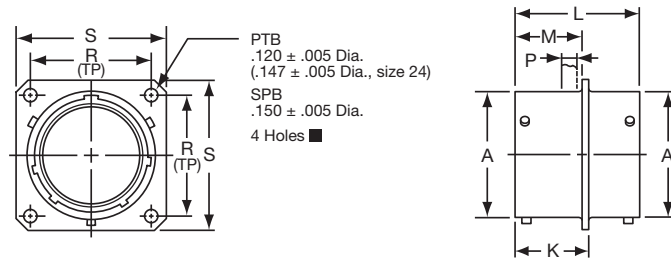 S
R
(TP)
R
(TP)
S
PTB
.120 ± .005 Dia.
(.147 ± .005 Dia., size 24)
SPB
.150 ± .005 Dia.
4 Holes ■
L
M
P
A
A
K